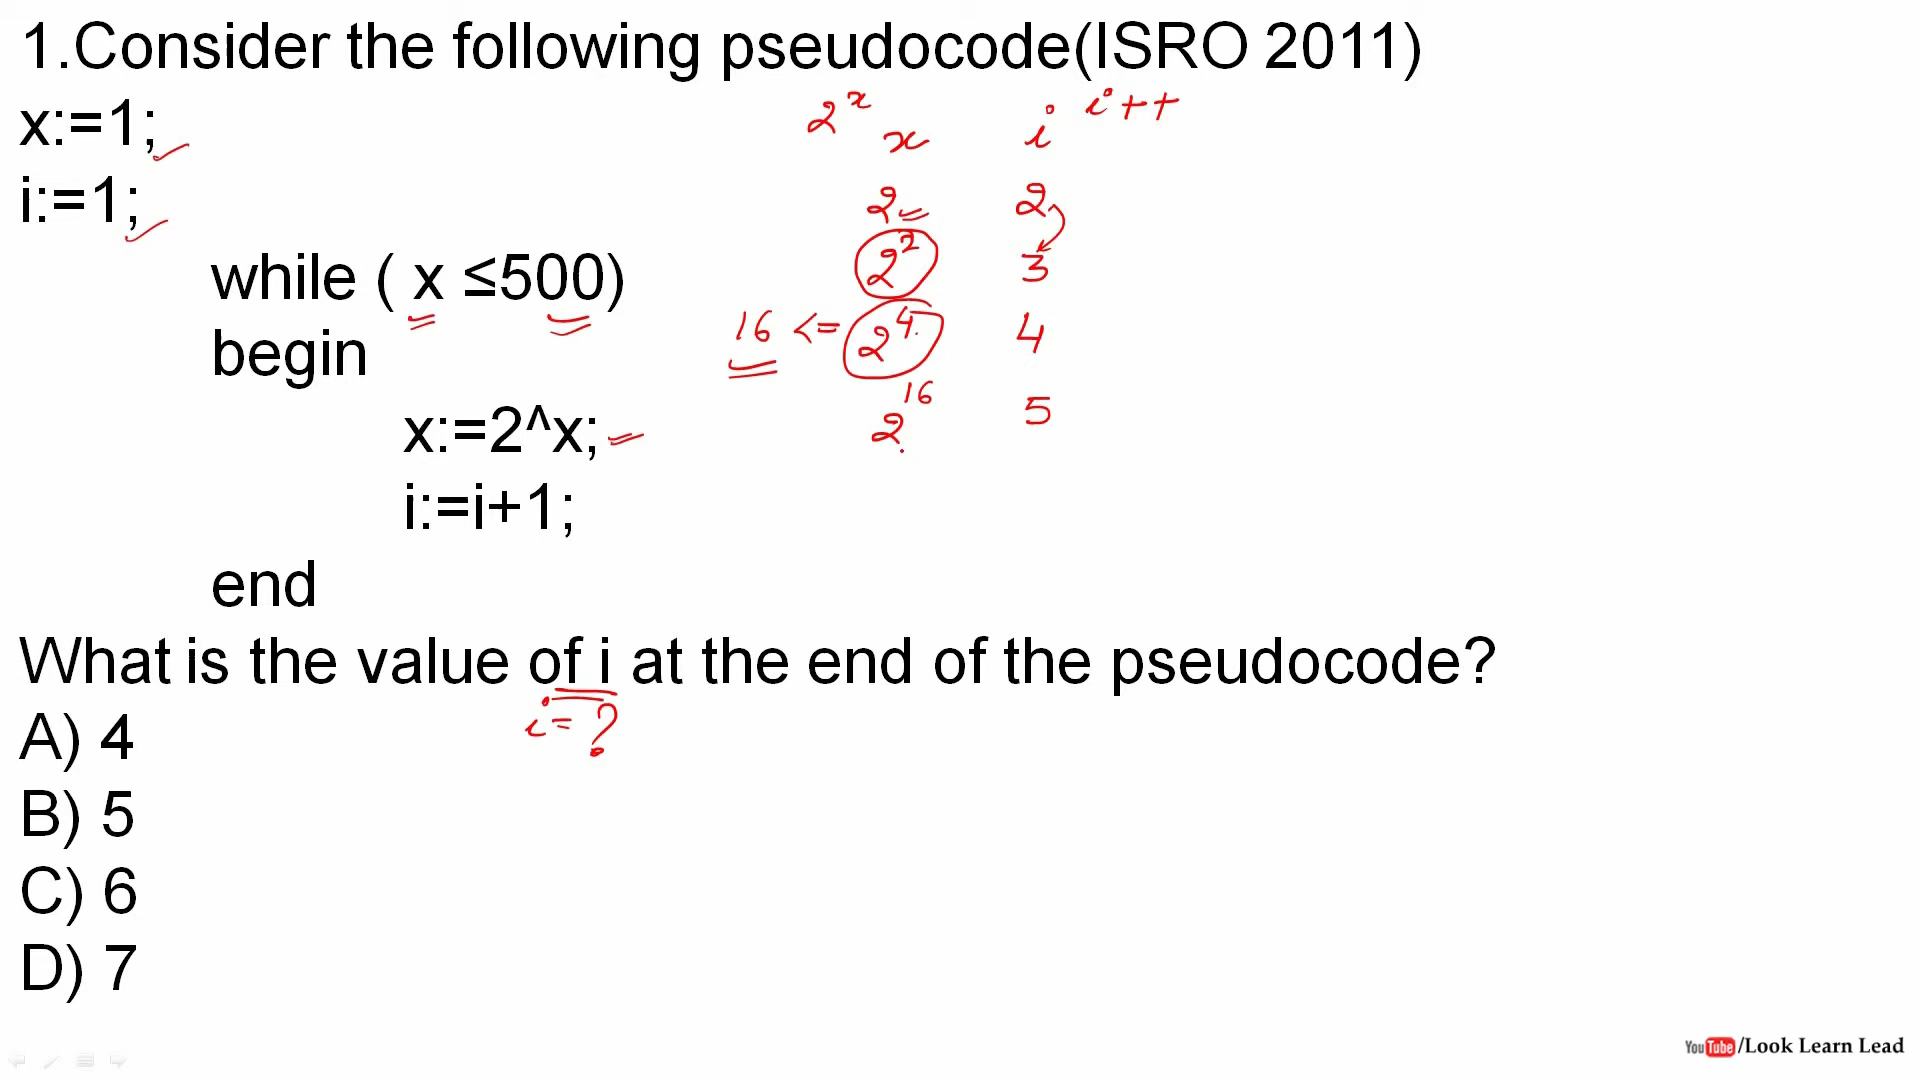 1.Consider the following pseudocode(ISRO 2011)
x:=1;
i:=1;
while ( x ≤500)
begin
x:=2^x;
i:=i+1;
end
What is the value of i at the end of the pseudocode?
A) 4
B) 5
C) 6
D) 7
2^x
x i i++
2 2
2^2 3
16 <= 2^4 4
2^16 5
i = ?
YouTube/Look Learn Lead